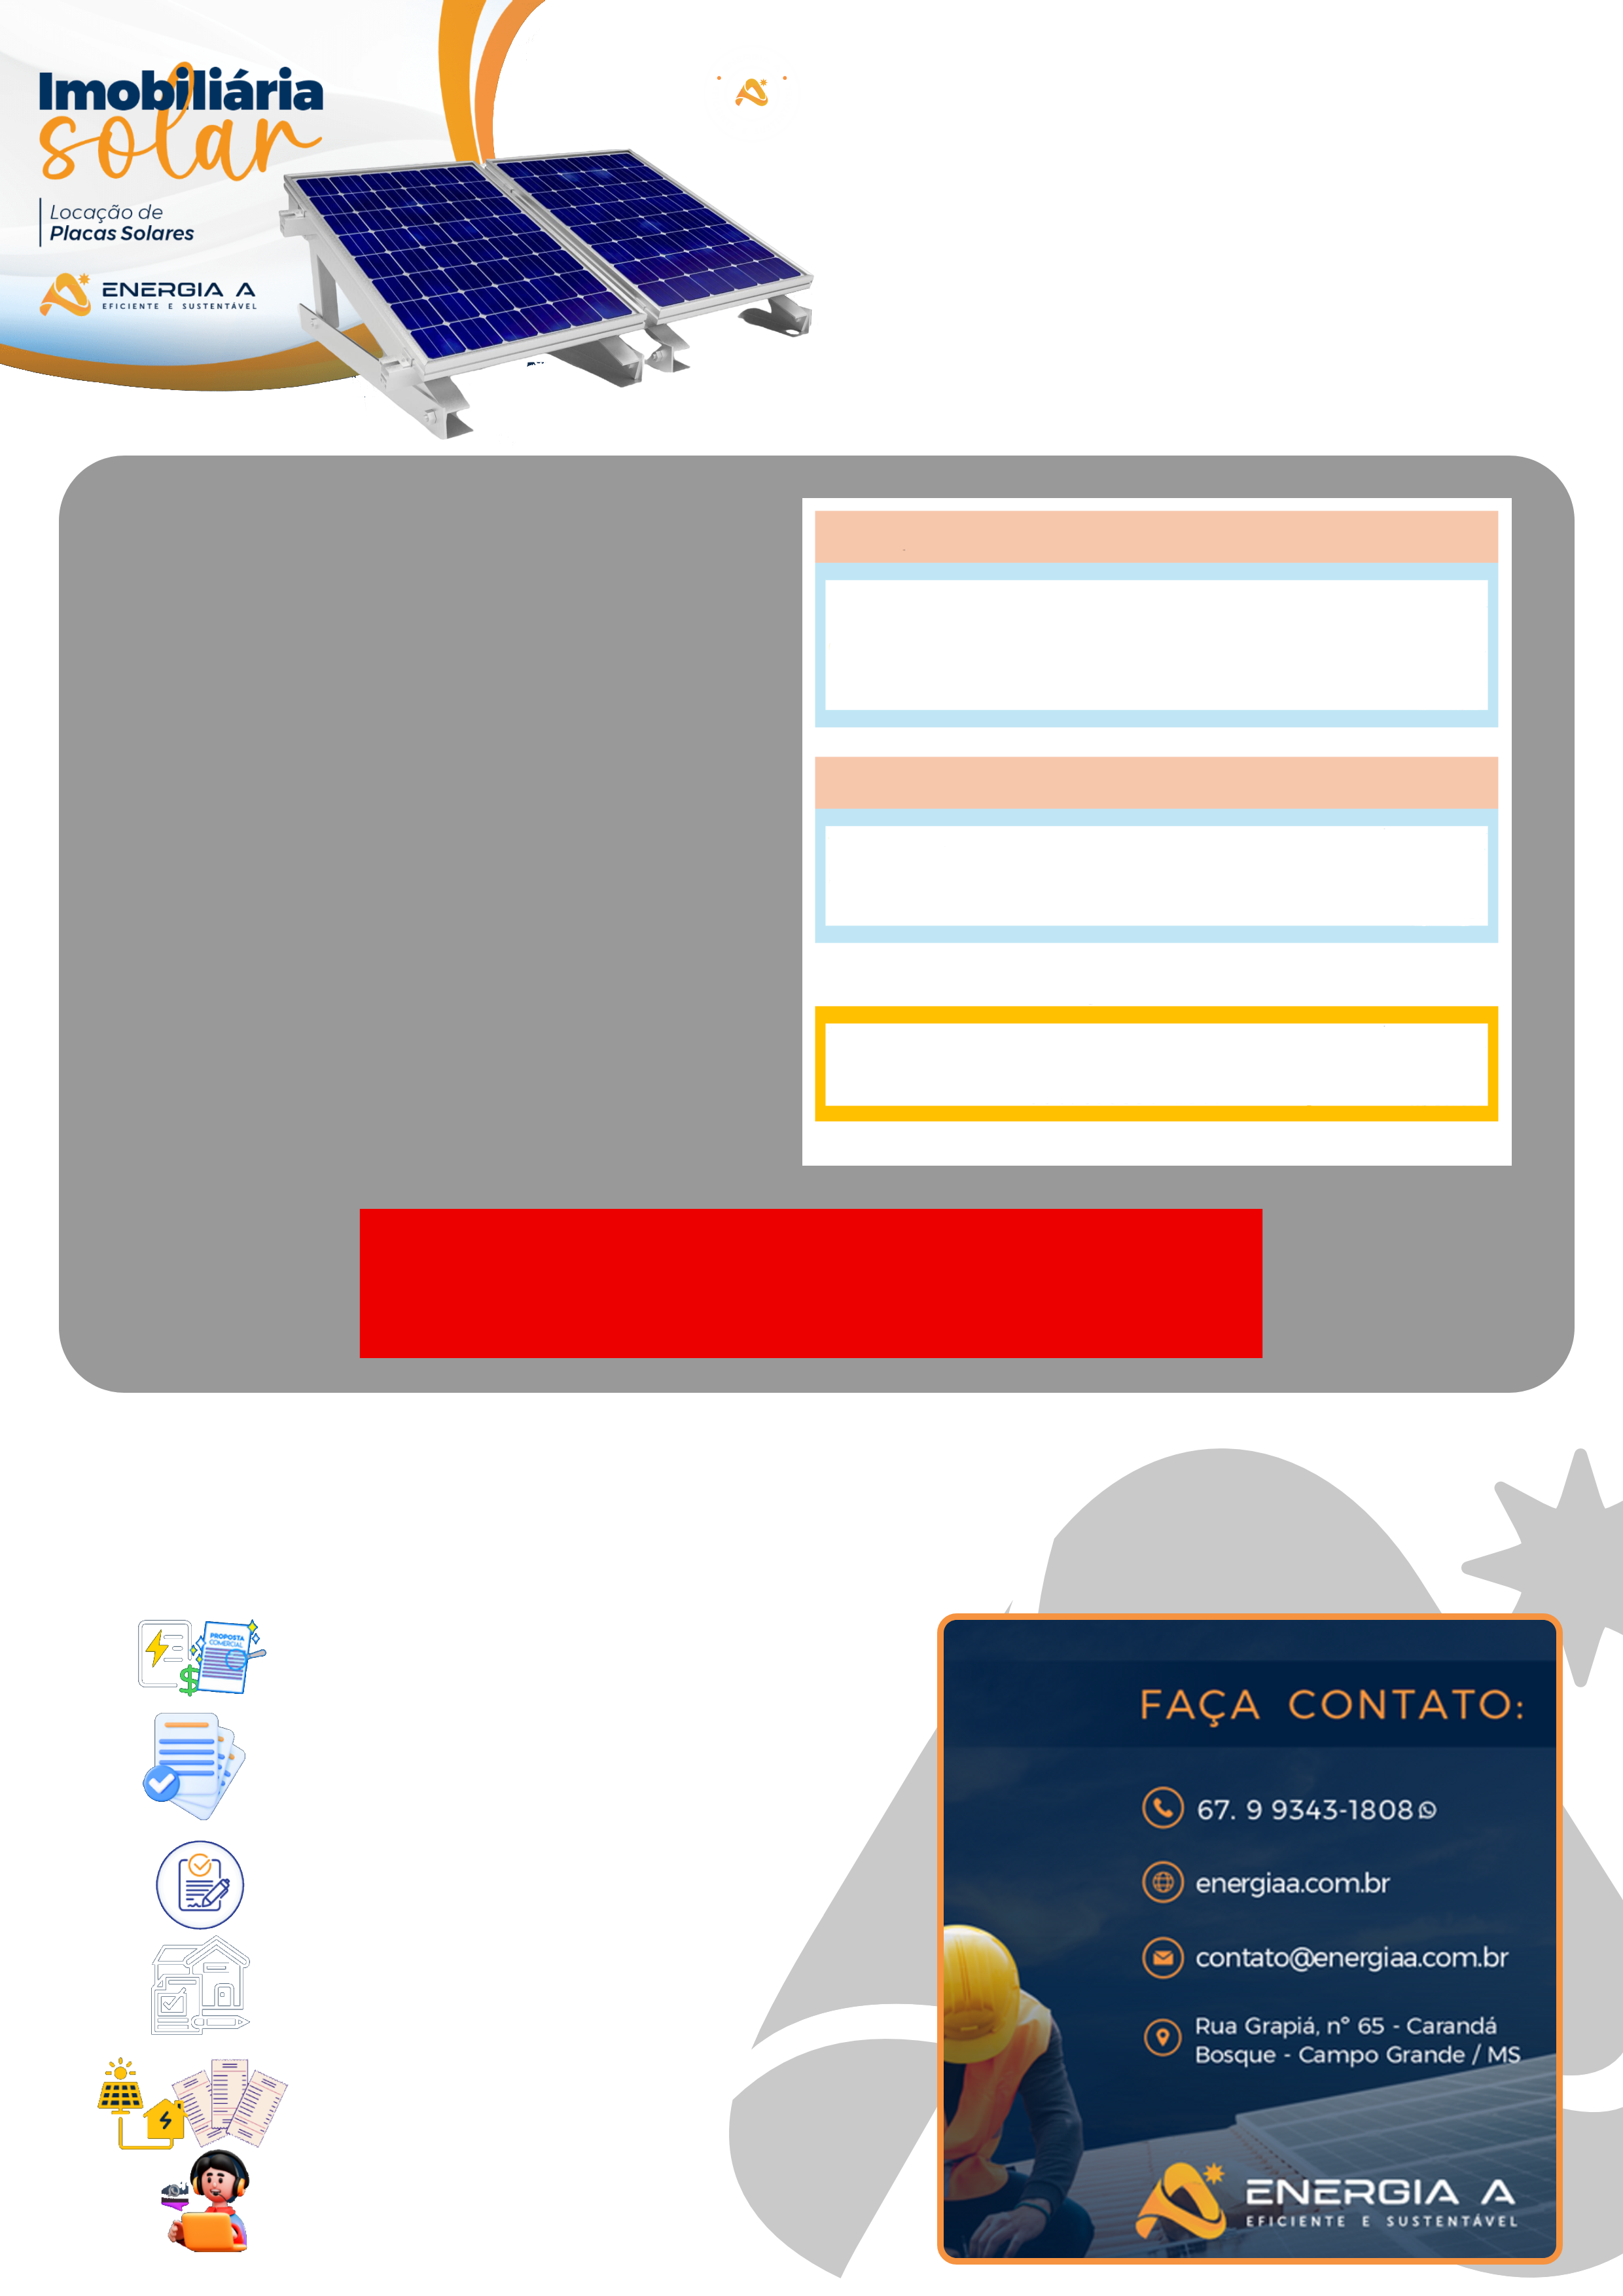 Imobiliária
solar
Locação de
Placas Solares
ENERGIA A
EFICIENTE E SUSTENTÁVEL
PROPOSTA
COMERCIAL
FAÇA CONTATO:
67. 9 9343-1808
energiaa.com.br
contato@energiaa.com.br
Rua Grapiá, nº 65 - Carandá
Bosque - Campo Grande / MS
ENERGIA A
EFICIENTE E SUSTENTÁVEL